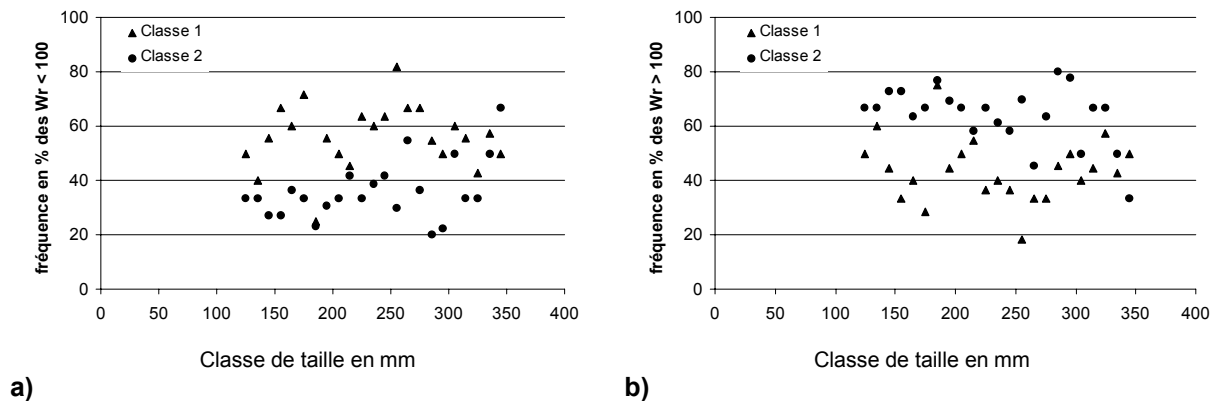 fréquence en % des Wr < 100
100
80
60
40
20
0
Classe 1
Classe 2
0 50 100 150 200 250 300 350 400
Classe de taille en mm
a)
fréquence en % des Wr > 100
100
80
60
40
20
0
Classe 1
Classe 2
0 50 100 150 200 250 300 350 400
Classe de taille en mm
b)